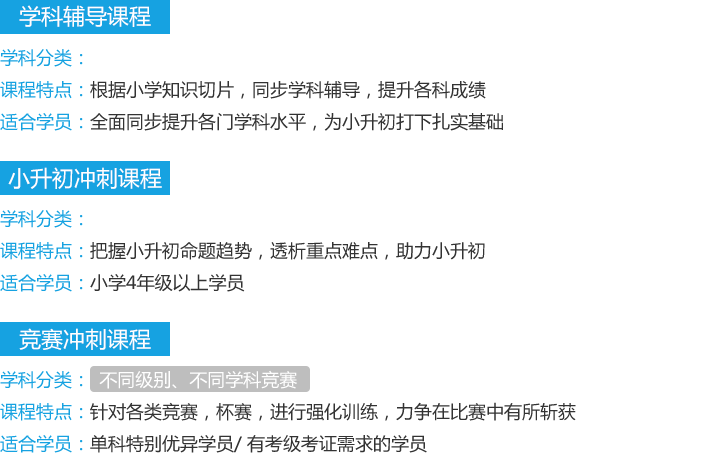 学科辅导课程
学科分类：
课程特点：根据小学知识切片，同步学科辅导，提升各科成绩
适合学员：全面同步提升各门学科水平，为小升初打下扎实基础
小升初冲刺课程
学科分类：
课程特点：把握小升初命题趋势，透析重点难点，助力小升初
适合学员：小学4年级以上学员
竞赛冲刺课程
学科分类：不同级别、不同学科竞赛
课程特点：针对各类竞赛，杯赛，进行强化训练，力争在比赛中有所斩获
适合学员：单科特别优异学员/ 有考级考证需求的学员